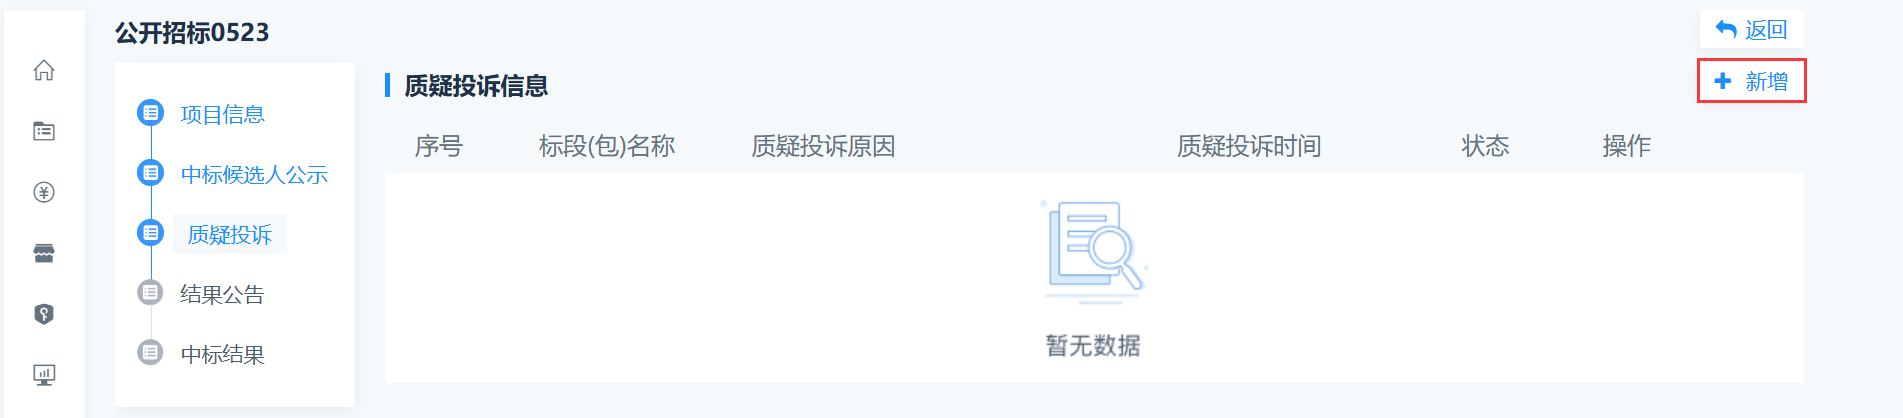 公开招标0523
返回
项目信息
中标候选人公示
质疑投诉
结果公告
中标结果
质疑投诉信息
新增
序号 标段(包)名称 质疑投诉原因 质疑投诉时间 状态 操作
暂无数据